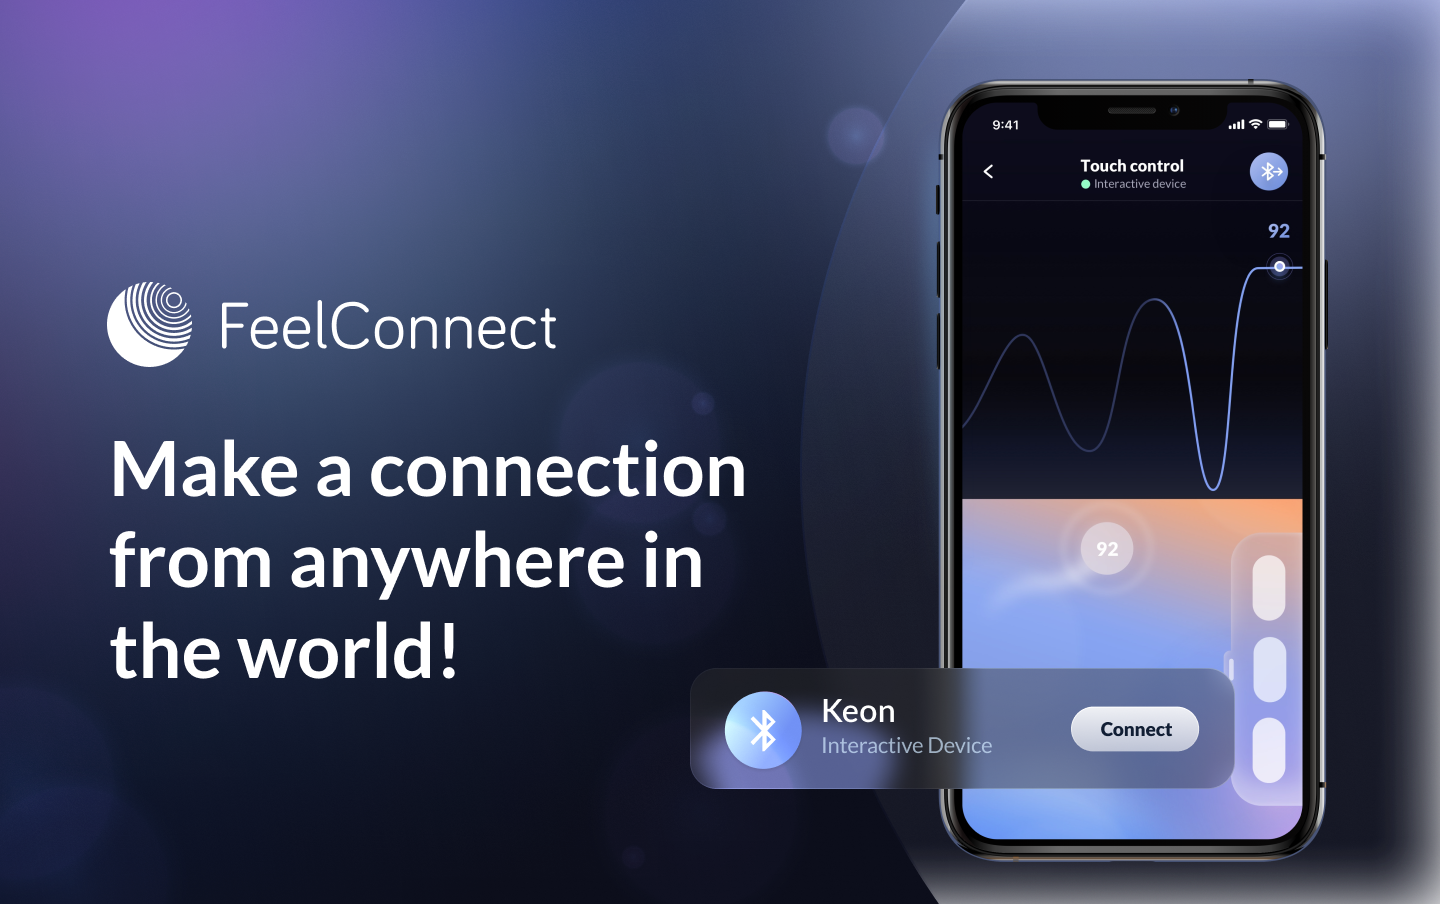 FeelConnect
Make a connection
from anywhere in
the world!
9:41
Touch control
Interactive device
92
92
Keon
Interactive Device
Connect